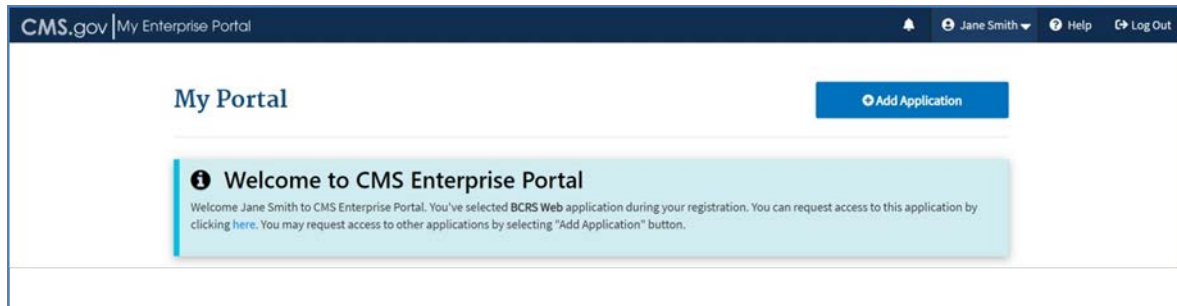 CMS.gov My Enterprise Portal Jane Smith Help Log Out
My Portal Add Application
Welcome to CMS Enterprise Portal
Welcome Jane Smith to CMS Enterprise Portal. You've selected BCRS Web application during your registration. You can request access to this application by
clicking here. You may request access to other applications by selecting "Add Application" button.